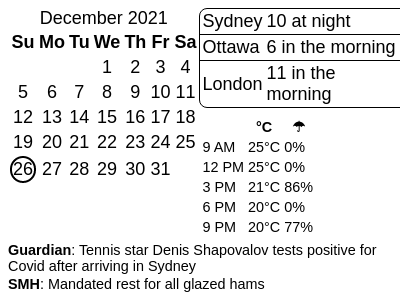 December 2021
Su Mo Tu We Th Fr Sa
1 2 3 4
5 6 7 8 9 10 11
12 13 14 15 16 17 18
19 20 21 22 23 24 25
26 27 28 29 30 31
Sydney 10 at night
Ottawa 6 in the morning
London 11 in the
morning
°C ☂
9 AM 25°C 0%
12 PM 25°C 0%
3 PM 21°C 86%
6 PM 20°C 0%
9 PM 20°C 77%
Guardian: Tennis star Denis Shapovalov tests positive for
Covid after arriving in Sydney
SMH: Mandated rest for all glazed hams